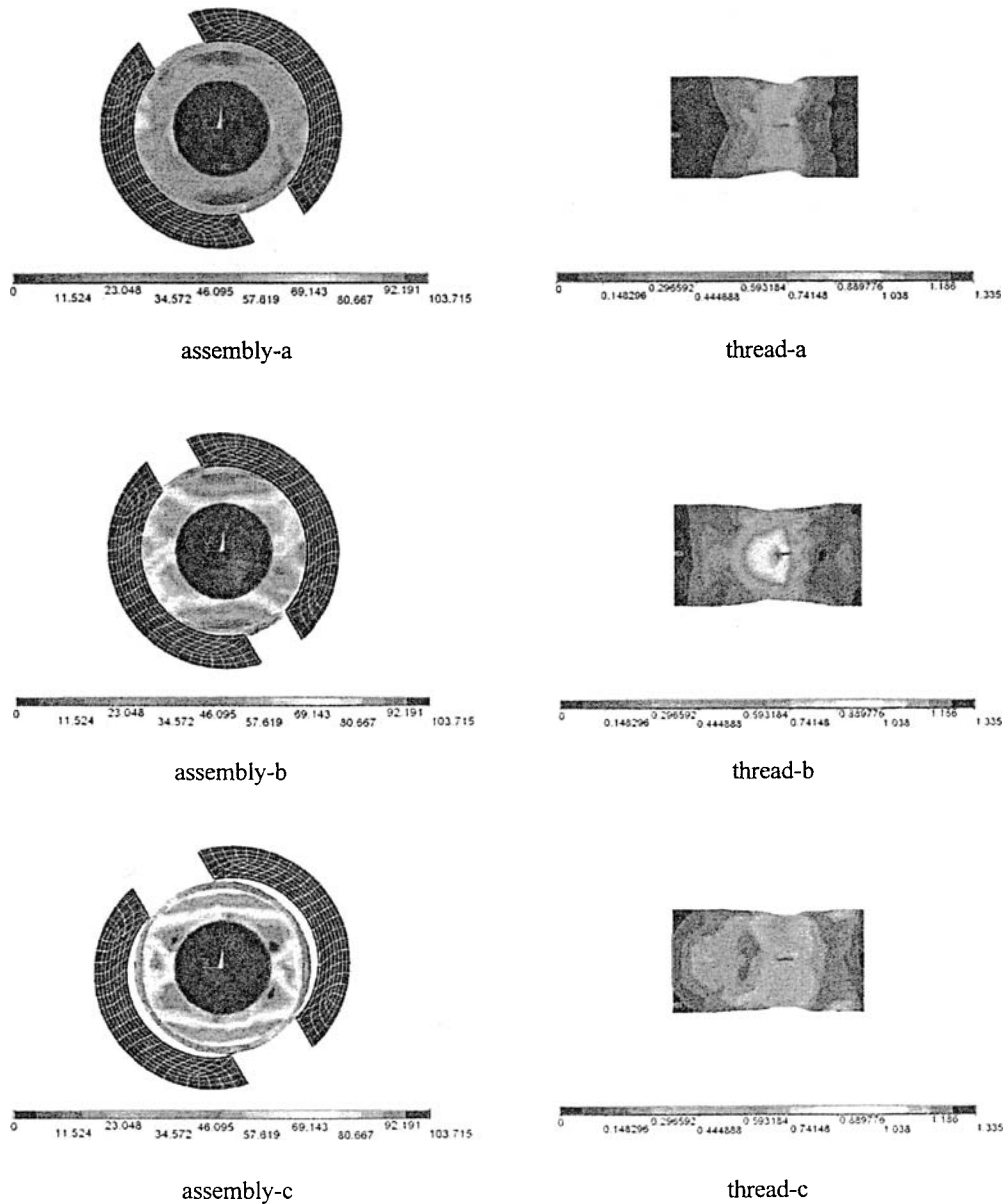 0 11.524 23.048 34.572 46.095 57.619 69.143 80.667 92.191 103.715
0 0.148296 0.296592 0.444888 0.593184 0.74148 0.889776 1.038 1.186 1.335
assembly-a
thread-a
0 11.524 23.048 34.572 46.095 57.619 69.143 80.667 92.191 103.715
0 0.148296 0.296592 0.444888 0.593184 0.74148 0.889776 1.038 1.186 1.335
assembly-b
thread-b
0 11.524 23.048 34.572 46.095 57.619 69.143 80.667 92.191 103.715
0 0.148296 0.296592 0.444888 0.593184 0.74148 0.889776 1.038 1.186 1.335
assembly-c
thread-c